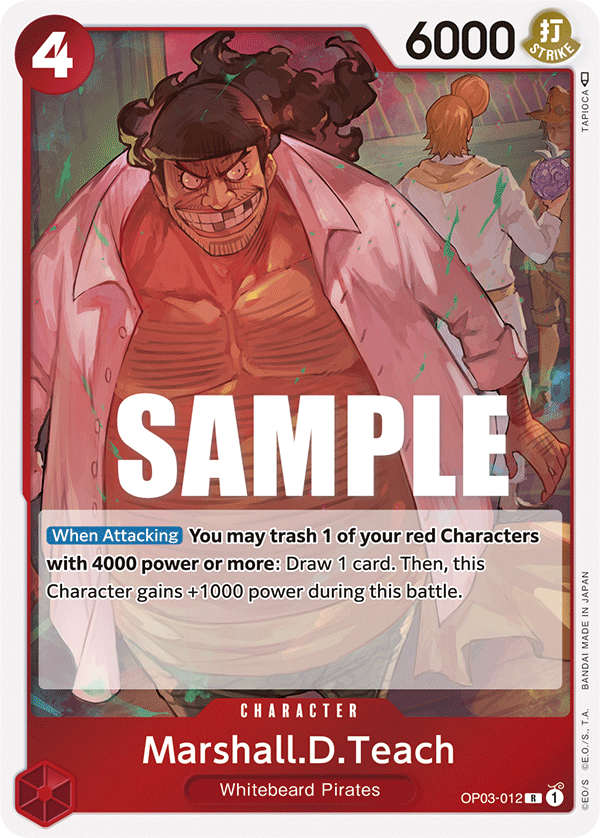 4
6000
打
STRIKE
TAPIOCA
SAMPLE
When Attacking You may trash 1 of your red Characters
with 4000 power or more: Draw 1 card. Then, this
Character gains +1000 power during this battle.
CHARACTER
Marshall.D.Teach
Whitebeard Pirates
OP03-012 R 1
©EO/S ©E.O./S., T.A. BANDAI MADE IN JAPAN